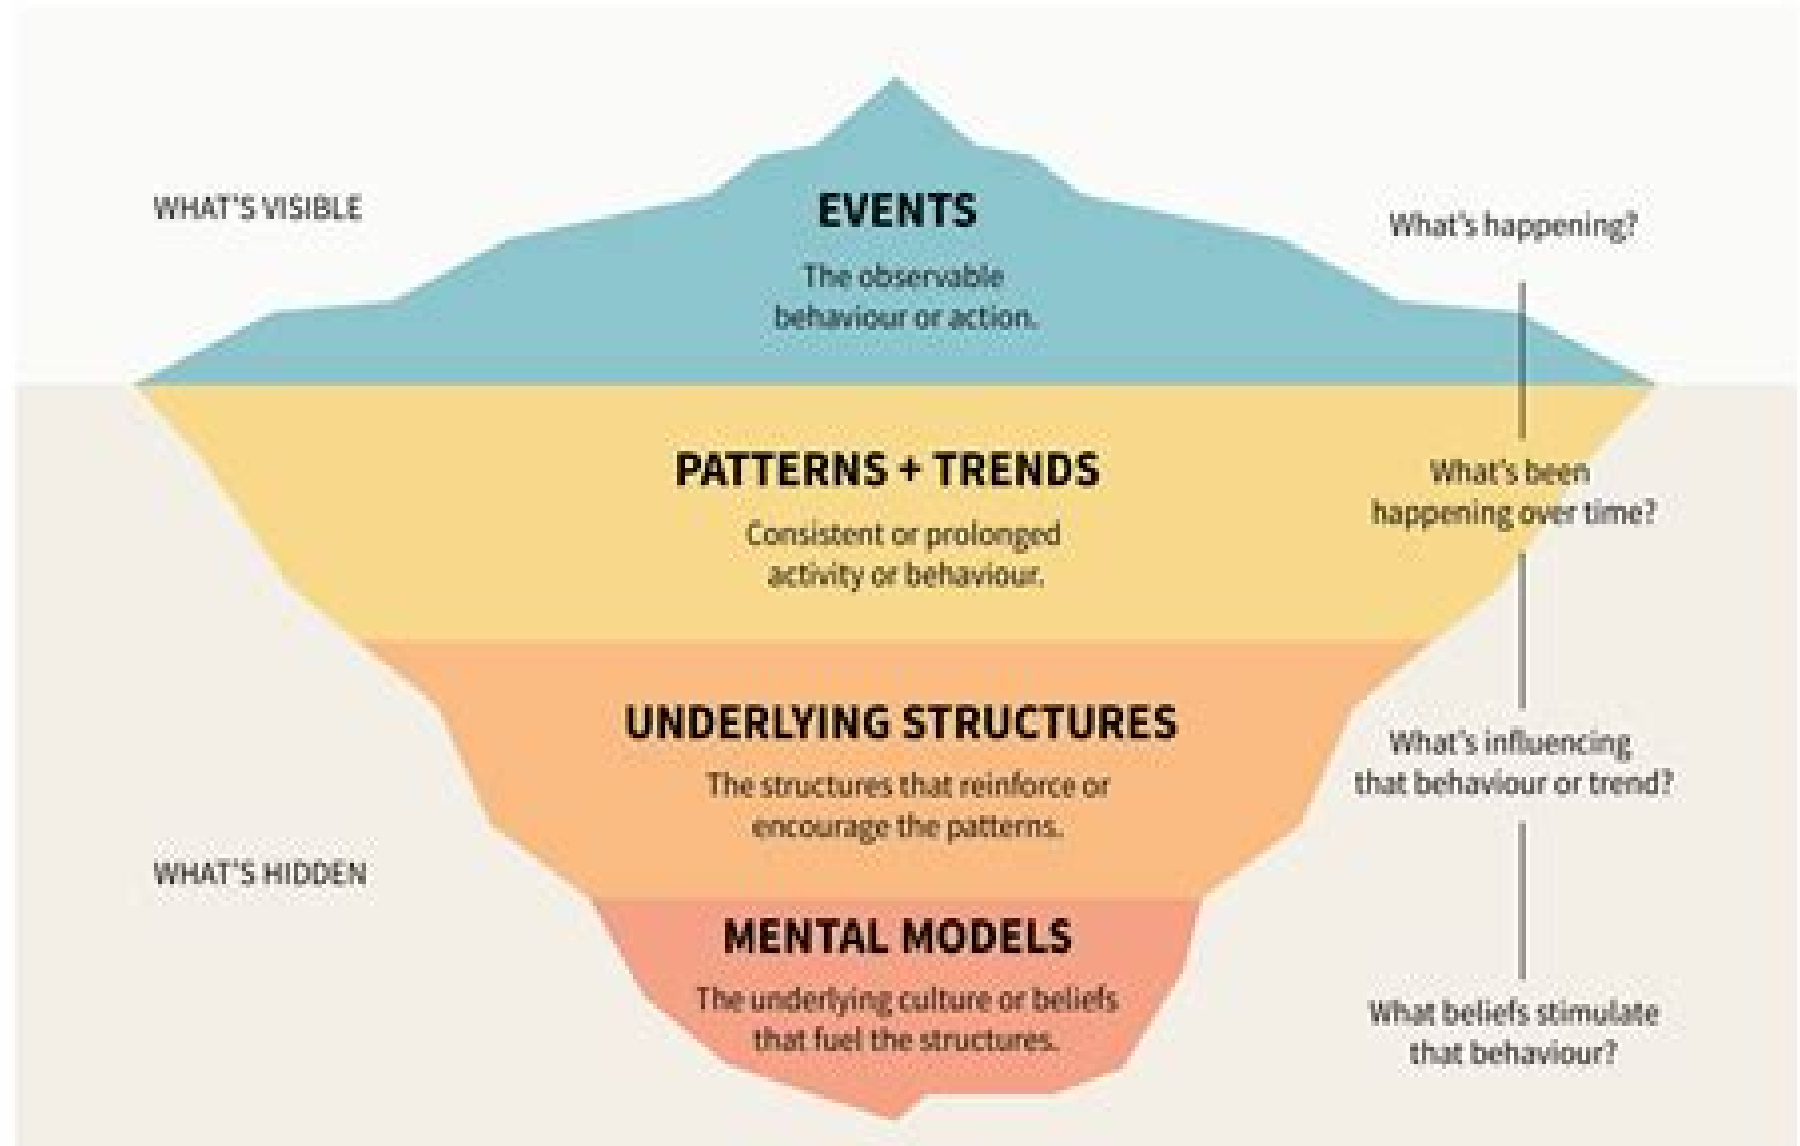 WHAT'S VISIBLE
EVENTS
The observable
behaviour or action.
What's happening?
PATTERNS + TRENDS
Consistent or prolonged
activity or behaviour.
What's been
happening over time?
UNDERLYING STRUCTURES
The structures that reinforce or
encourage the patterns.
What's influencing
that behaviour or trend?
WHAT'S HIDDEN
MENTAL MODELS
The underlying culture or beliefs
that fuel the structures.
What beliefs stimulate
that behaviour?